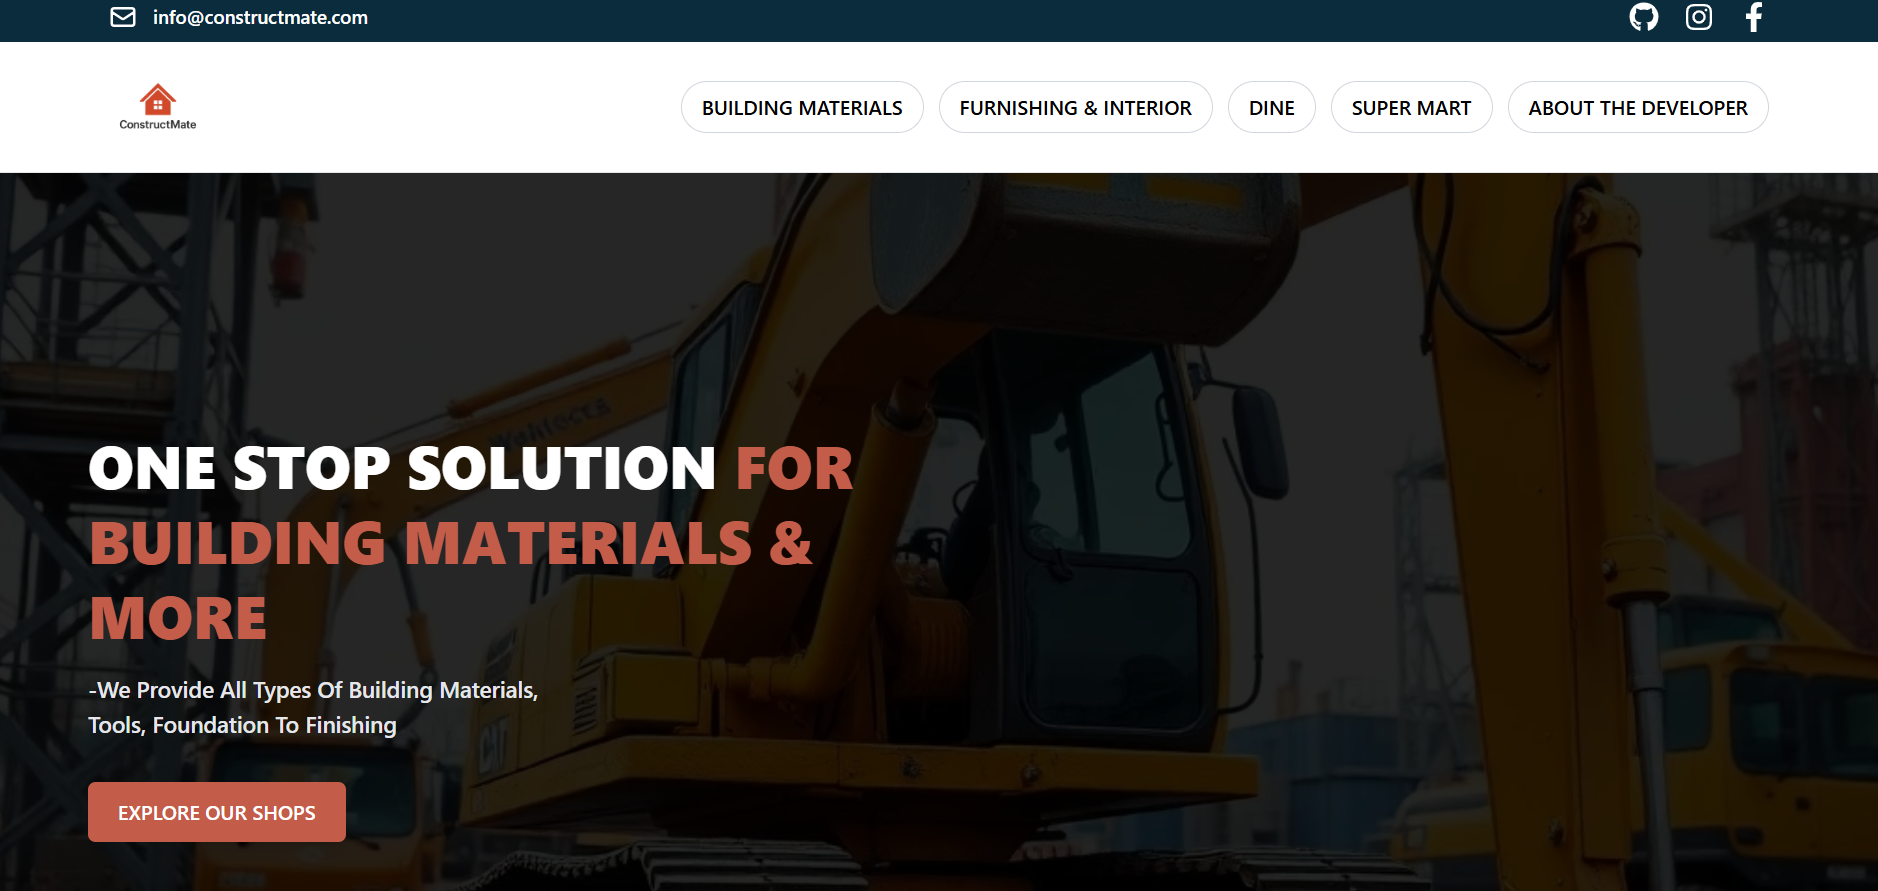 info@constructmate.com
ConstructMate
BUILDING MATERIALS
FURNISHING & INTERIOR
DINE
SUPER MART
ABOUT THE DEVELOPER
ONE STOP SOLUTION FOR
BUILDING MATERIALS &
MORE
-We Provide All Types Of Building Materials,
Tools, Foundation To Finishing
CAT
EXPLORE OUR SHOPS